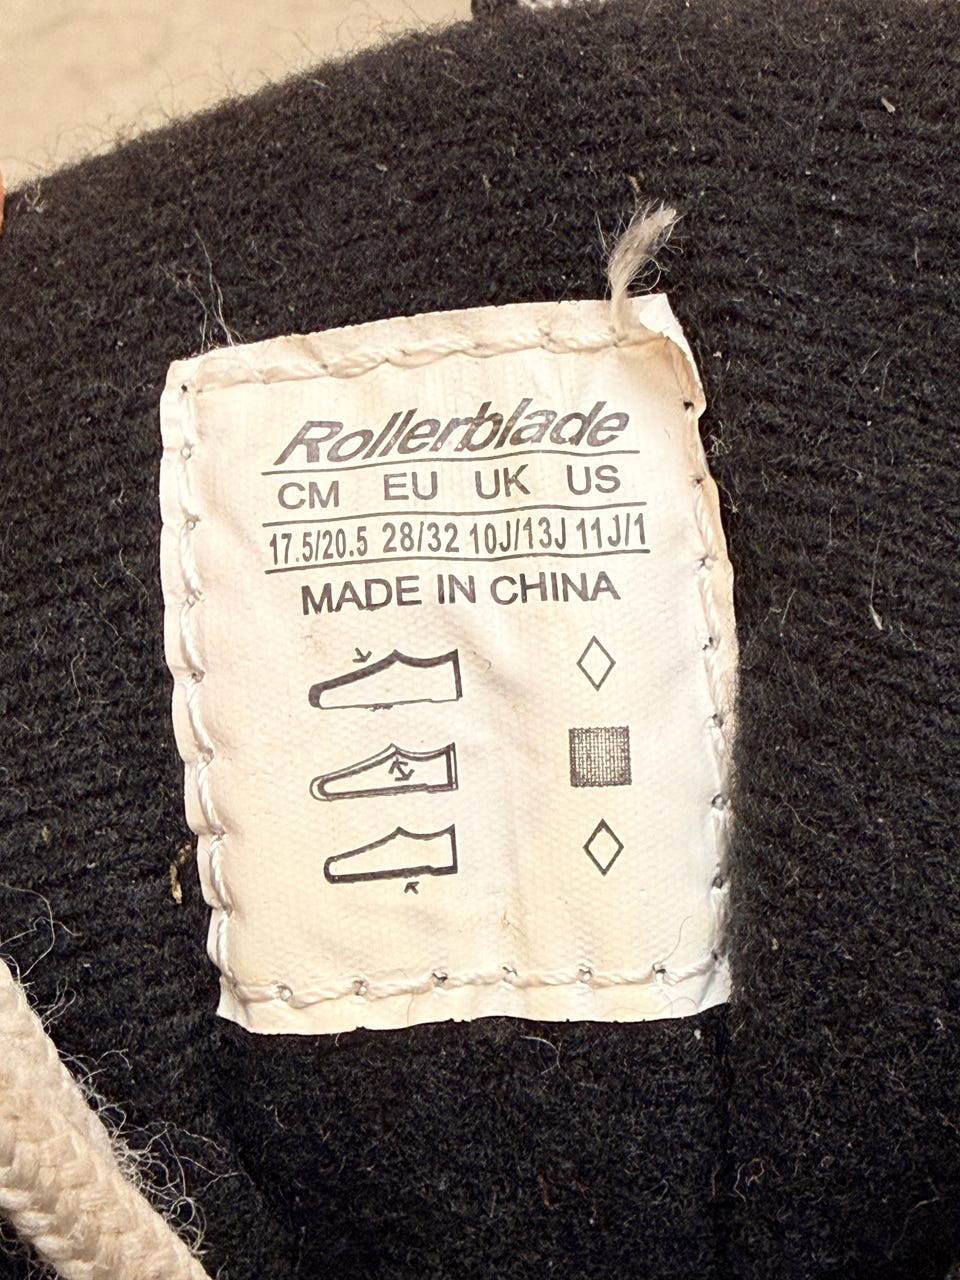 Rollerblade
CM EU UK US
17.5/20.5 28/32 10J/13J 11J/1
MADE IN CHINA